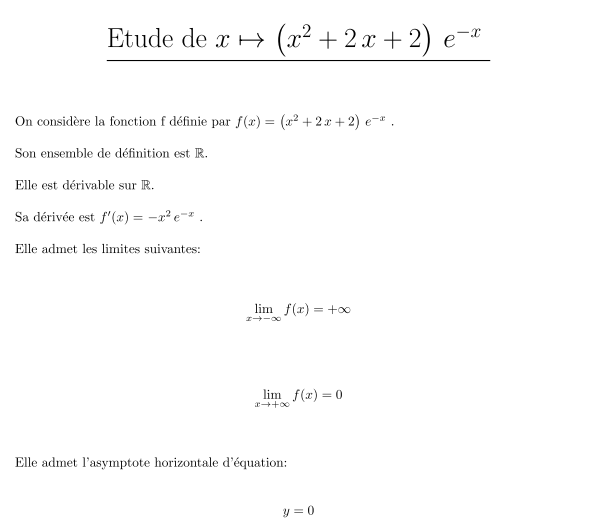 Etude de $x \mapsto \left(x^2 + 2\,x + 2\right)\, e^{-x}$
On considère la fonction f définie par $f(x) = \left(x^2 + 2\,x + 2\right)\, e^{-x}$ .
Son ensemble de définition est $\mathbb{R}$.
Elle est dérivable sur $\mathbb{R}$.
Sa dérivée est $f'(x) = -x^2\, e^{-x}$ .
Elle admet les limites suivantes:
$\lim_{x \to -\infty} f(x) = +\infty$
$\lim_{x \to +\infty} f(x) = 0$
Elle admet l'asymptote horizontale d'équation:
$y = 0$